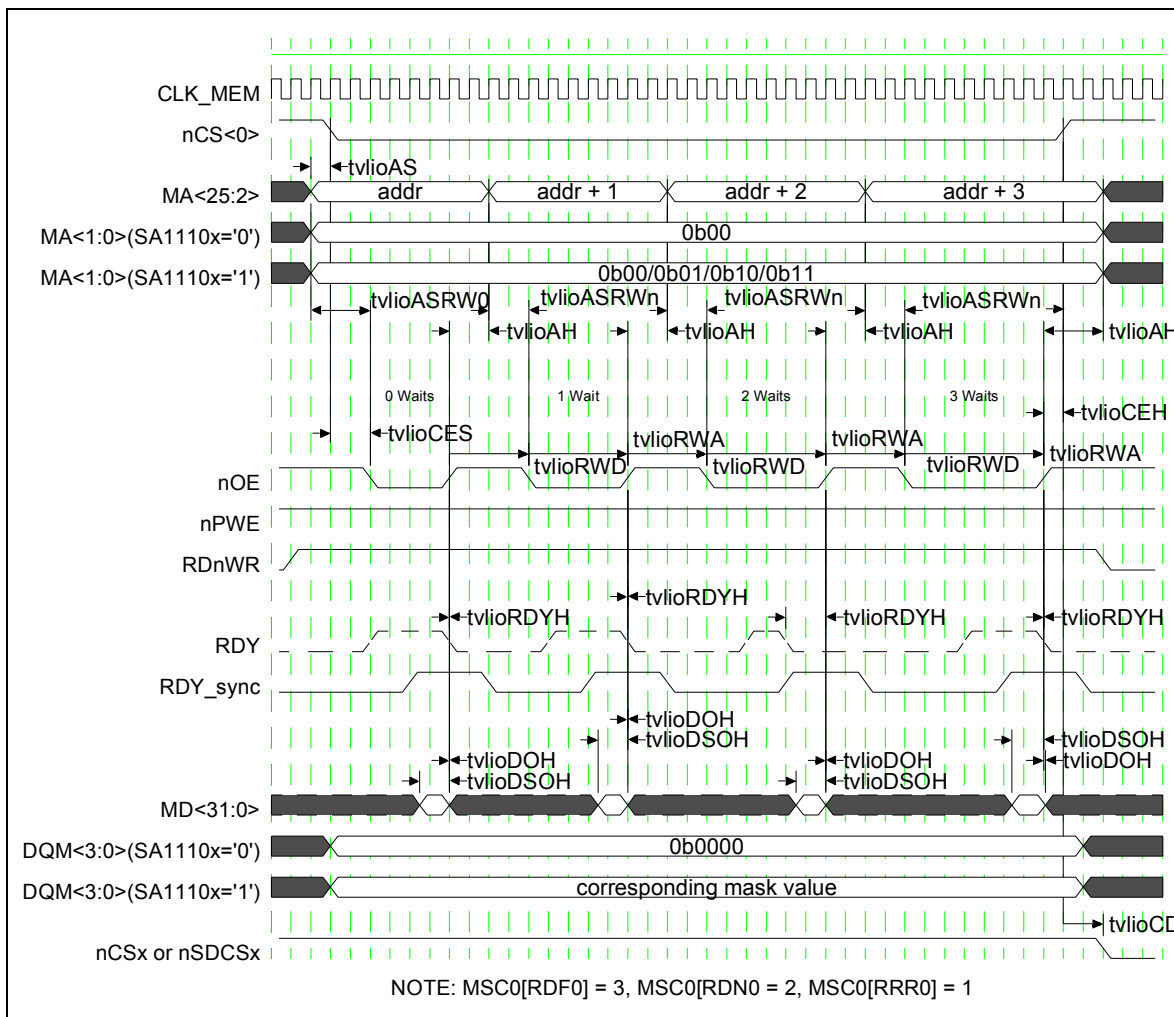 CLK_MEM
nCS<0>
tvlioAS
MA<25:2>
addr
addr + 1
addr + 2
addr + 3
MA<1:0>(SA1110x='0')
0b00
MA<1:0>(SA1110x='1')
0b00/0b01/0b10/0b11
tvlioASRW0
tvlioASRWn
tvlioASRWn
tvlioASRWn
tvlioAH
tvlioAH
tvlioAH
tvlioAH
0 Waits
1 Wait
2 Waits
3 Waits
tvlioCEH
tvlioCES
tvlioRWA
tvlioRWA
tvlioRWA
nOE
tvlioRWD
tvlioRWD
tvlioRWD
nPWE
RDnWR
tvlioRDYH
tvlioRDYH
tvlioRDYH
tvlioRDYH
RDY
RDY_sync
tvlioDOH
tvlioDSOH
tvlioDSOH
tvlioDOH
tvlioDOH
tvlioDOH
tvlioDSOH
tvlioDSOH
MD<31:0>
DQM<3:0>(SA1110x='0')
0b0000
DQM<3:0>(SA1110x='1')
corresponding mask value
tvlioCD
nCSx or nSDCSx
NOTE: MSC0[RDF0] = 3, MSC0[RDN0 = 2, MSC0[RRR0] = 1